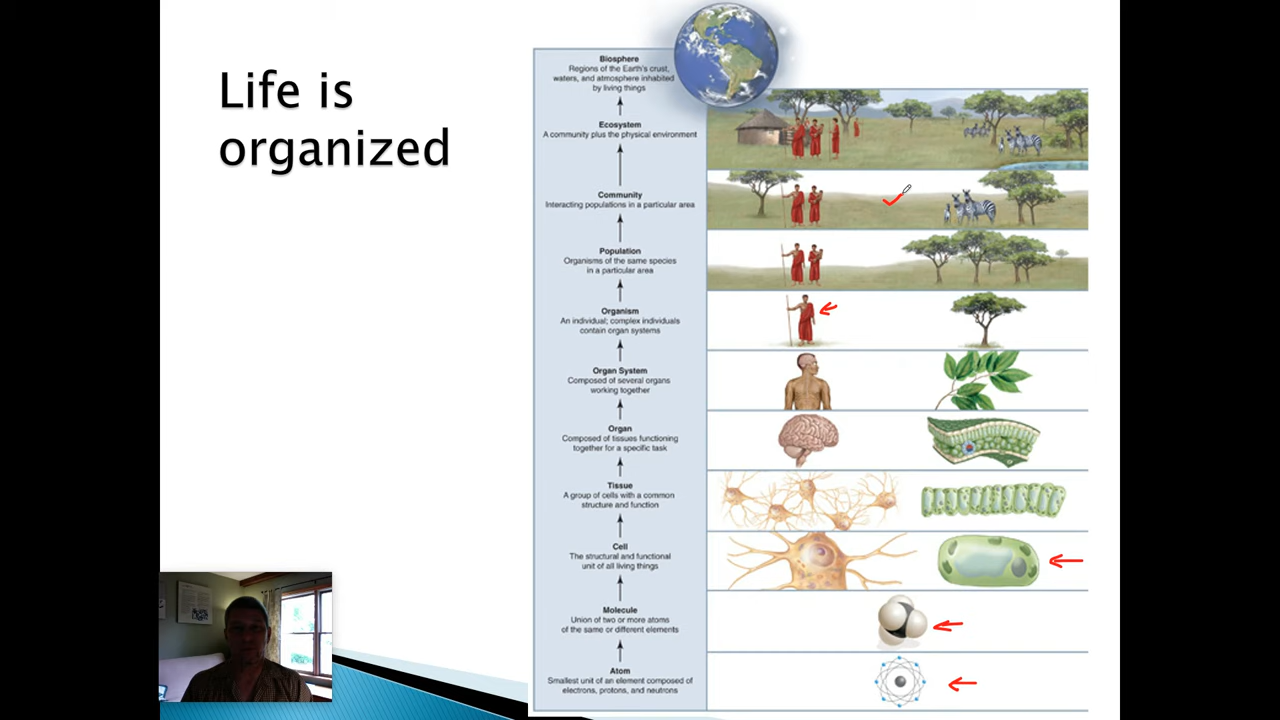 Life is
organized
Biosphere
Regions of the Earth's crust,
waters, and atmosphere inhabited
by living things
Ecosystem
A community plus the physical environment
Community
Interacting populations in a particular area
Population
Organisms of the same species
in a particular area
Organism
An individual; complex individuals
contain organ systems
Organ System
Composed of several organs
working together
Organ
Composed of tissues functioning
together for a specific task
Tissue
A group of cells with a common
structure and function
Cell
The structural and functional
unit of all living things
Molecule
Union of two or more atoms
of the same or different elements
Atom
Smallest unit of an element composed of
electrons, protons, and neutrons